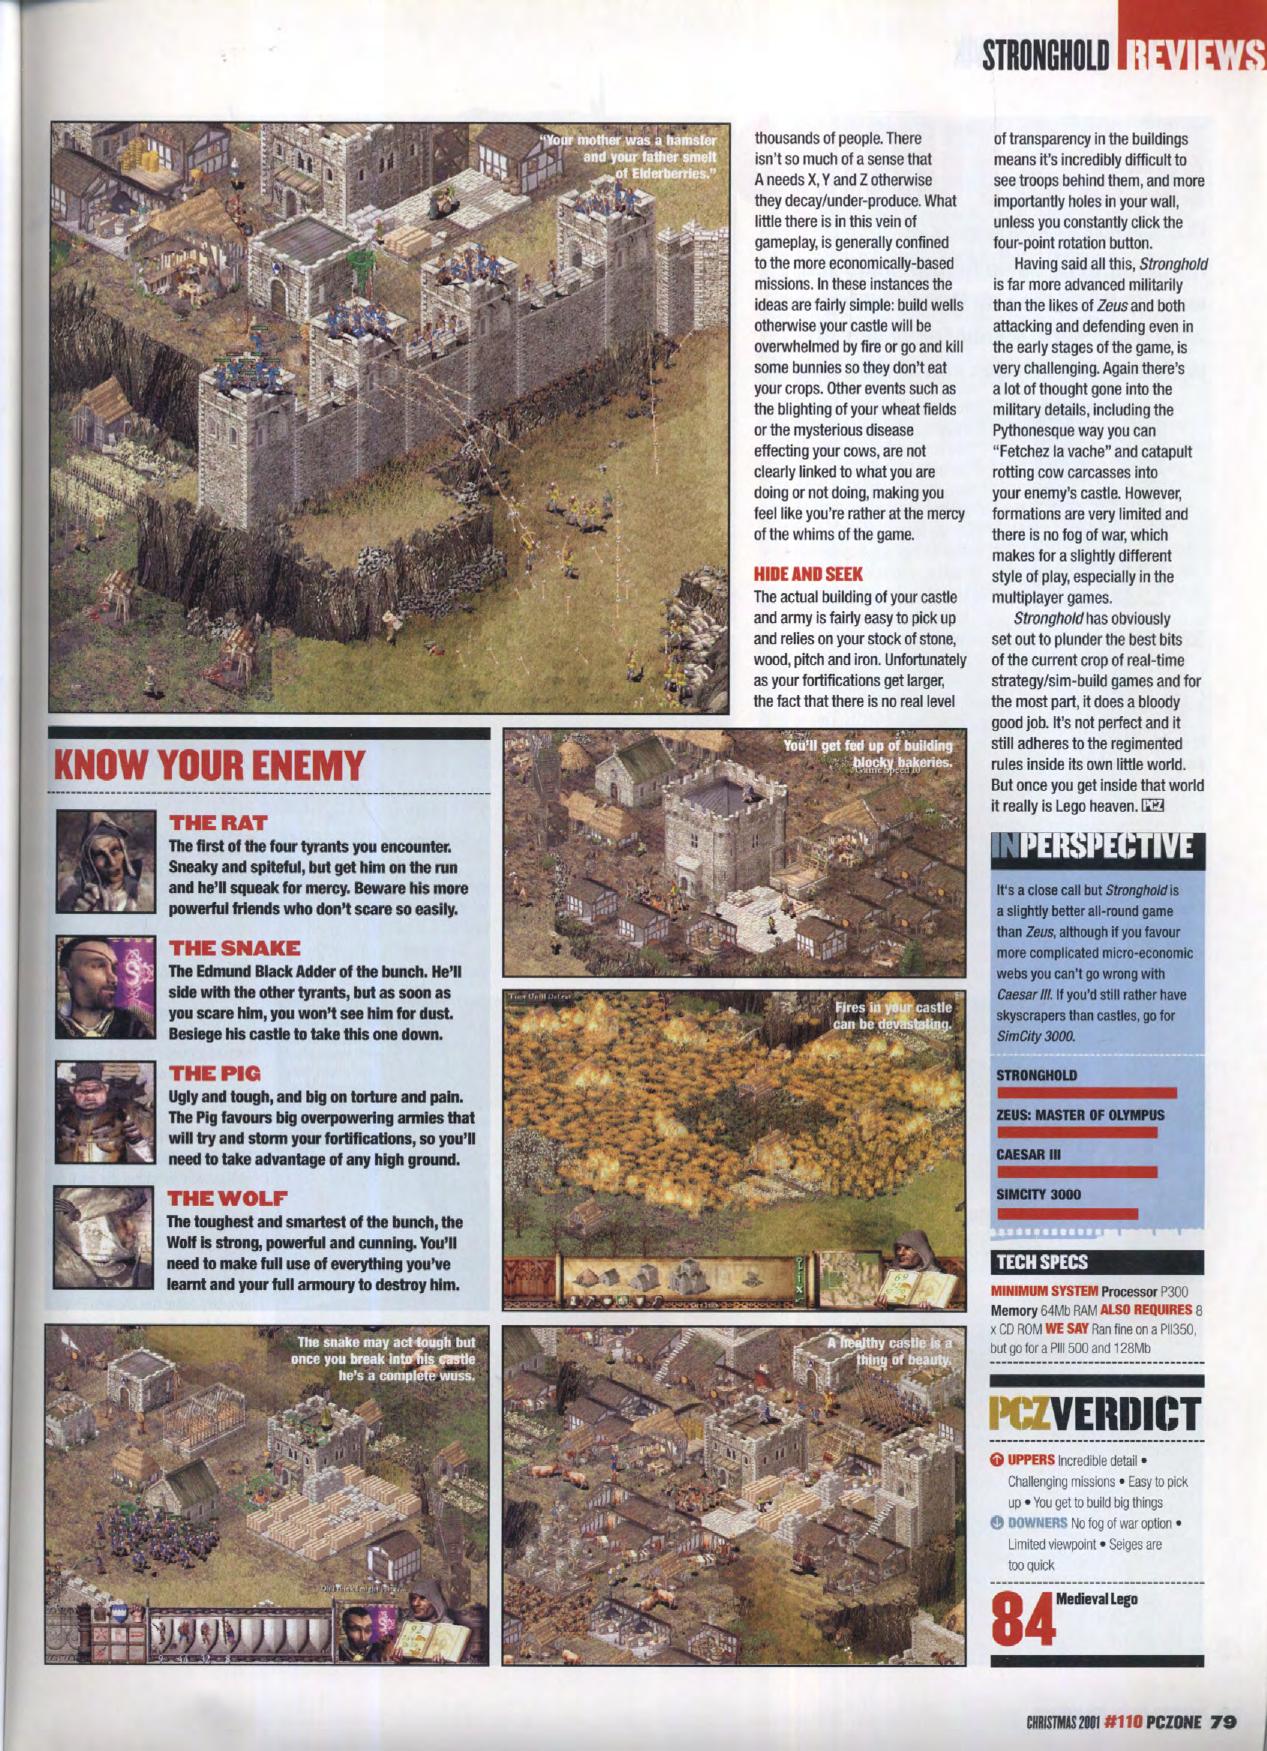 STRONGHOLD REVIEWS
"Your mother was a hamster
and your father smelt
of Elderberries."
thousands of people. There
isn't so much of a sense that
A needs X, Y and Z otherwise
they decay/under-produce. What
little there is in this vein of
gameplay, is generally confined
to the more economically-based
missions. In these instances the
ideas are fairly simple: build wells
otherwise your castle will be
overwhelmed by fire or go and kill
some bunnies so they don't eat
your crops. Other events such as
the blighting of your wheat fields
or the mysterious disease
effecting your cows, are not
clearly linked to what you are
doing or not doing, making you
feel like you're rather at the mercy
of the whims of the game.
HIDE AND SEEK
The actual building of your castle
and army is fairly easy to pick up
and relies on your stock of stone,
wood, pitch and iron. Unfortunately
as your fortifications get larger,
the fact that there is no real level
of transparency in the buildings
means it's incredibly difficult to
see troops behind them, and more
importantly holes in your wall,
unless you constantly click the
four-point rotation button.
Having said all this, Stronghold
is far more advanced militarily
than the likes of Zeus and both
attacking and defending even in
the early stages of the game, is
very challenging. Again there's
a lot of thought gone into the
military details, including the
Pythonesque way you can
"Fetchez la vache" and catapult
rotting cow carcasses into
your enemy's castle. However,
formations are very limited and
there is no fog of war, which
makes for a slightly different
style of play, especially in the
multiplayer games.
Stronghold has obviously
set out to plunder the best bits
of the current crop of real-time
strategy/sim-build games and for
the most part, it does a bloody
good job. It's not perfect and it
still adheres to the regimented
rules inside its own little world.
But once you get inside that world
it really is Lego heaven. PCZ
KNOW YOUR ENEMY
THE RAT
The first of the four tyrants you encounter.
Sneaky and spiteful, but get him on the run
and he'll squeak for mercy. Beware his more
powerful friends who don't scare so easily.
THE SNAKE
The Edmund Black Adder of the bunch. He'll
side with the other tyrants, but as soon as
you scare him, you won't see him for dust.
Besiege his castle to take this one down.
THE PIG
Ugly and tough, and big on torture and pain.
The Pig favours big overpowering armies that
will try and storm your fortifications, so you'll
need to take advantage of any high ground.
THE WOLF
The toughest and smartest of the bunch, the
Wolf is strong, powerful and cunning. You'll
need to make full use of everything you've
learnt and your full armoury to destroy him.
You'll get fed up of building
blocky bakeries.
Game Speed 10
Fires in your castle
can be devastating.
The snake may act tough but
once you break into his castle
he's a complete wuss.
A healthy castle is a
thing of beauty.
INPERSPECTIVE
It's a close call but Stronghold is
a slightly better all-round game
than Zeus, although if you favour
more complicated micro-economic
webs you can't go wrong with
Caesar III. If you'd still rather have
skyscrapers than castles, go for
SimCity 3000.
STRONGHOLD
ZEUS: MASTER OF OLYMPUS
CAESAR III
SIMCITY 3000
TECH SPECS
MINIMUM SYSTEM Processor P300
Memory 64Mb RAM ALSO REQUIRES 8
x CD ROM WE SAY Ran fine on a PII350,
but go for a PIII 500 and 128Mb
PCZVERDICT
UPPERS Incredible detail •
Challenging missions • Easy to pick
up • You get to build big things
DOWNERS No fog of war option •
Limited viewpoint • Seiges are
too quick
84 Medieval Lego
CHRISTMAS 2001 #110 PCZONE 79